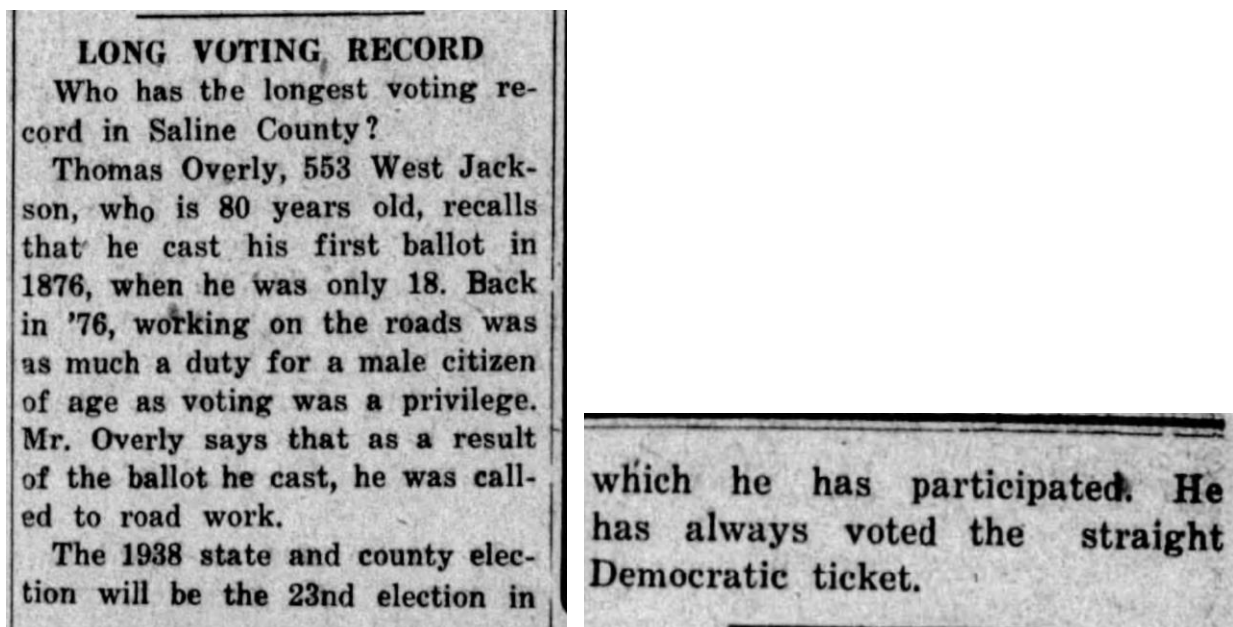 LONG VOTING RECORD
Who has the longest voting re-
cord in Saline County?
Thomas Overly, 553 West Jack-
son, who is 80 years old, recalls
that he cast his first ballot in
1876, when he was only 18. Back
in '76, working on the roads was
as much a duty for a male citizen
of age as voting was a privilege.
Mr. Overly says that as a result
of the ballot he cast, he was call-
ed to road work.
The 1938 state and county elec-
tion will be the 23nd election in
which he has participated. He
has always voted the straight
Democratic ticket.